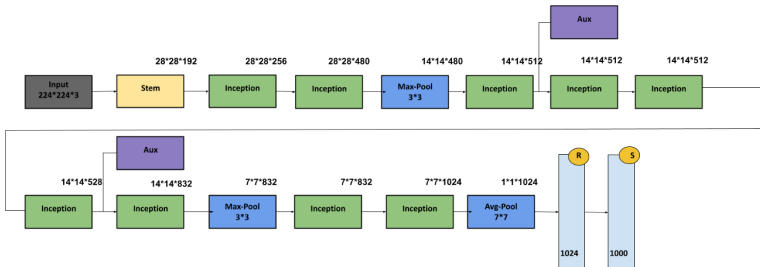 Aux
28*28*192
28*28*256
28*28*480
14*14*480
14*14*512
14*14*512
14*14*512
Input
224*224*3
Stem
Inception
Inception
Max-Pool
3*3
Inception
Inception
Inception
Aux
R
S
14*14*528
14*14*832
7*7*832
7*7*832
7*7*1024
1*1*1024
Inception
Inception
Max-Pool
3*3
Inception
Inception
Avg-Pool
7*7
1024
1000